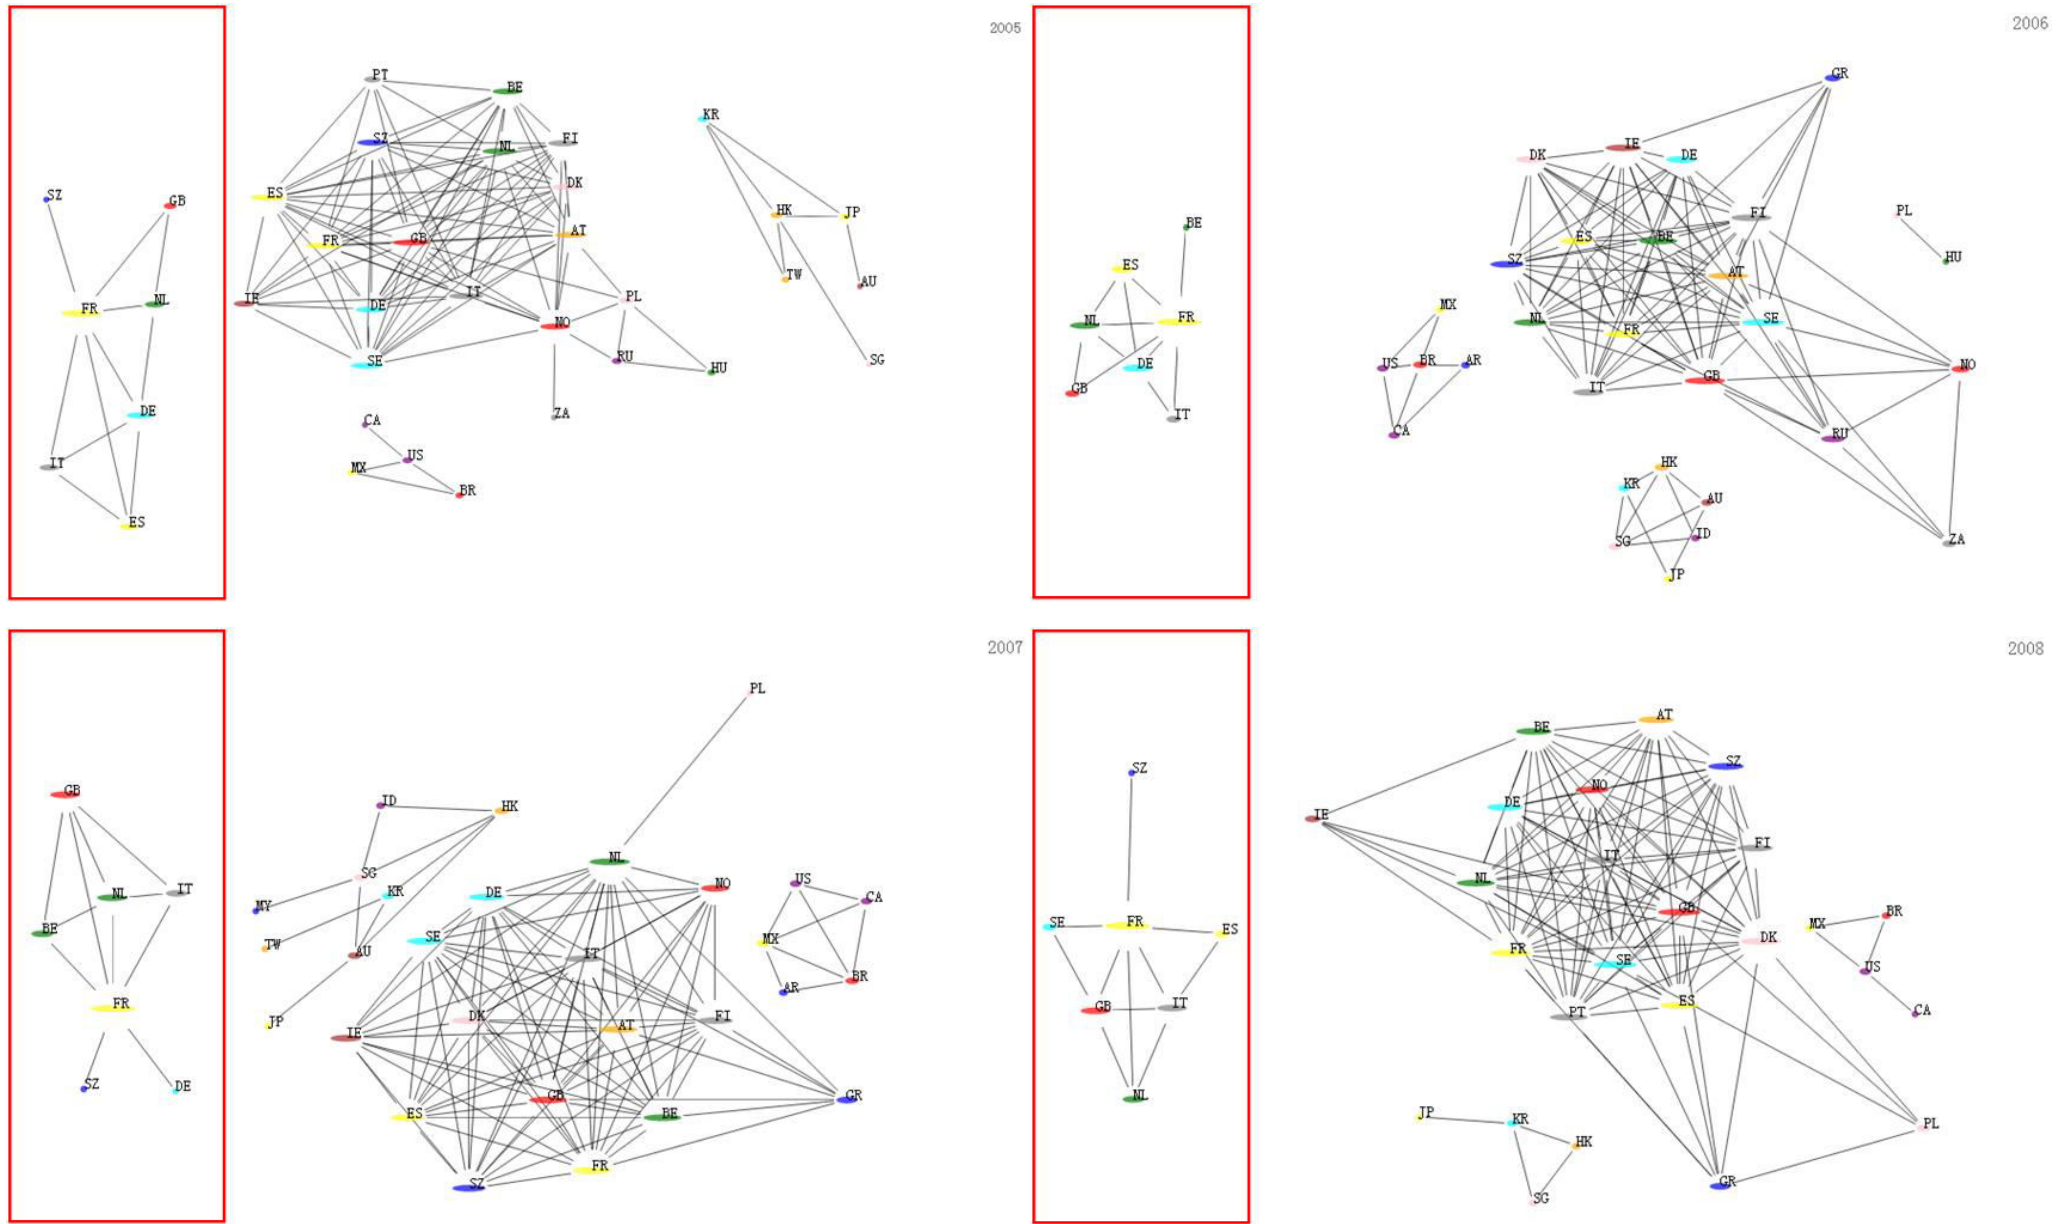 2005
SZ
GB
FR
NL
DE
IT
ES
PT
BE
SZ
NL
FI
ES
DK
FR
GB
AT
IE
DE
IT
PL
NO
SE
RU
HU
ZA
CA
US
MX
BR
KR
HK
JP
TW
AU
SG
2006
BE
ES
NL
FR
DE
GB
IT
GR
DK
IE
DE
FI
ES
BE
SZ
AT
NL
FR
SE
IT
GB
NO
RU
ZA
PL
HU
MX
US
BR
AR
CA
HK
KR
AU
SG
ID
JP
2007
GB
NL
IT
BE
FR
SZ
DE
PL
ID
HK
SG
KR
MY
TW
AU
JP
NL
DE
NO
SE
IT
DK
AT
FI
IE
GB
ES
BE
GR
FR
SZ
US
CA
MX
AR
BR
2008
SZ
SE
FR
ES
GB
IT
NL
BE
AT
SZ
NO
DE
IE
IT
FI
NL
GB
FR
SE
DK
PT
ES
PL
GR
MX
BR
US
CA
JP
KR
HK
SG